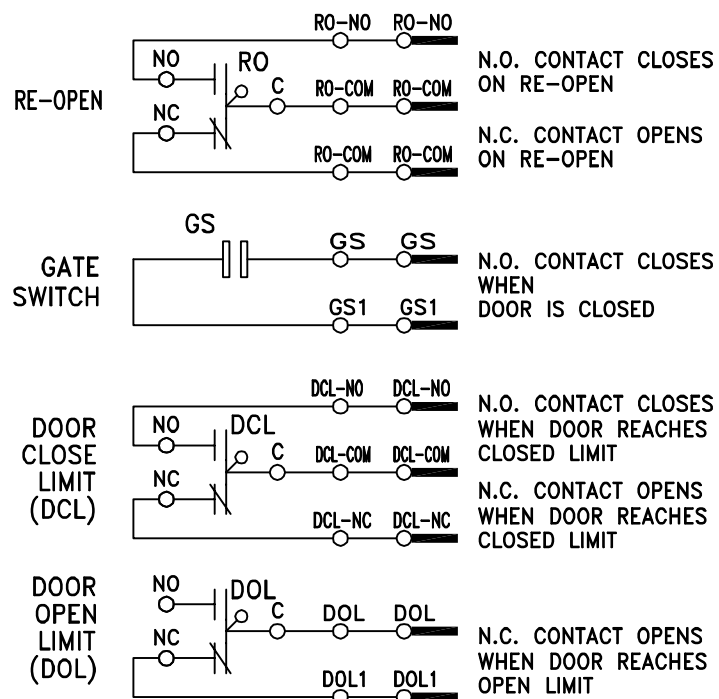 RO-NO RO-NO
NO
RO
C RO-COM RO-COM
RE-OPEN
NC
RO-COM RO-COM
N.O. CONTACT CLOSES
ON RE-OPEN
N.C. CONTACT OPENS
ON RE-OPEN
GS
GS GS
GATE
SWITCH
GS1 GS1
N.O. CONTACT CLOSES
WHEN
DOOR IS CLOSED
DCL-NO DCL-NO
NO
DCL
C DCL-COM DCL-COM
DOOR
CLOSE
LIMIT
(DCL)
NC
DCL-NC DCL-NC
N.O. CONTACT CLOSES
WHEN DOOR REACHES
CLOSED LIMIT
N.C. CONTACT OPENS
WHEN DOOR REACHES
CLOSED LIMIT
DOOR
OPEN
LIMIT
(DOL)
NO
DOL
C DOL DOL
NC
DOL1 DOL1
N.C. CONTACT OPENS
WHEN DOOR REACHES
OPEN LIMIT